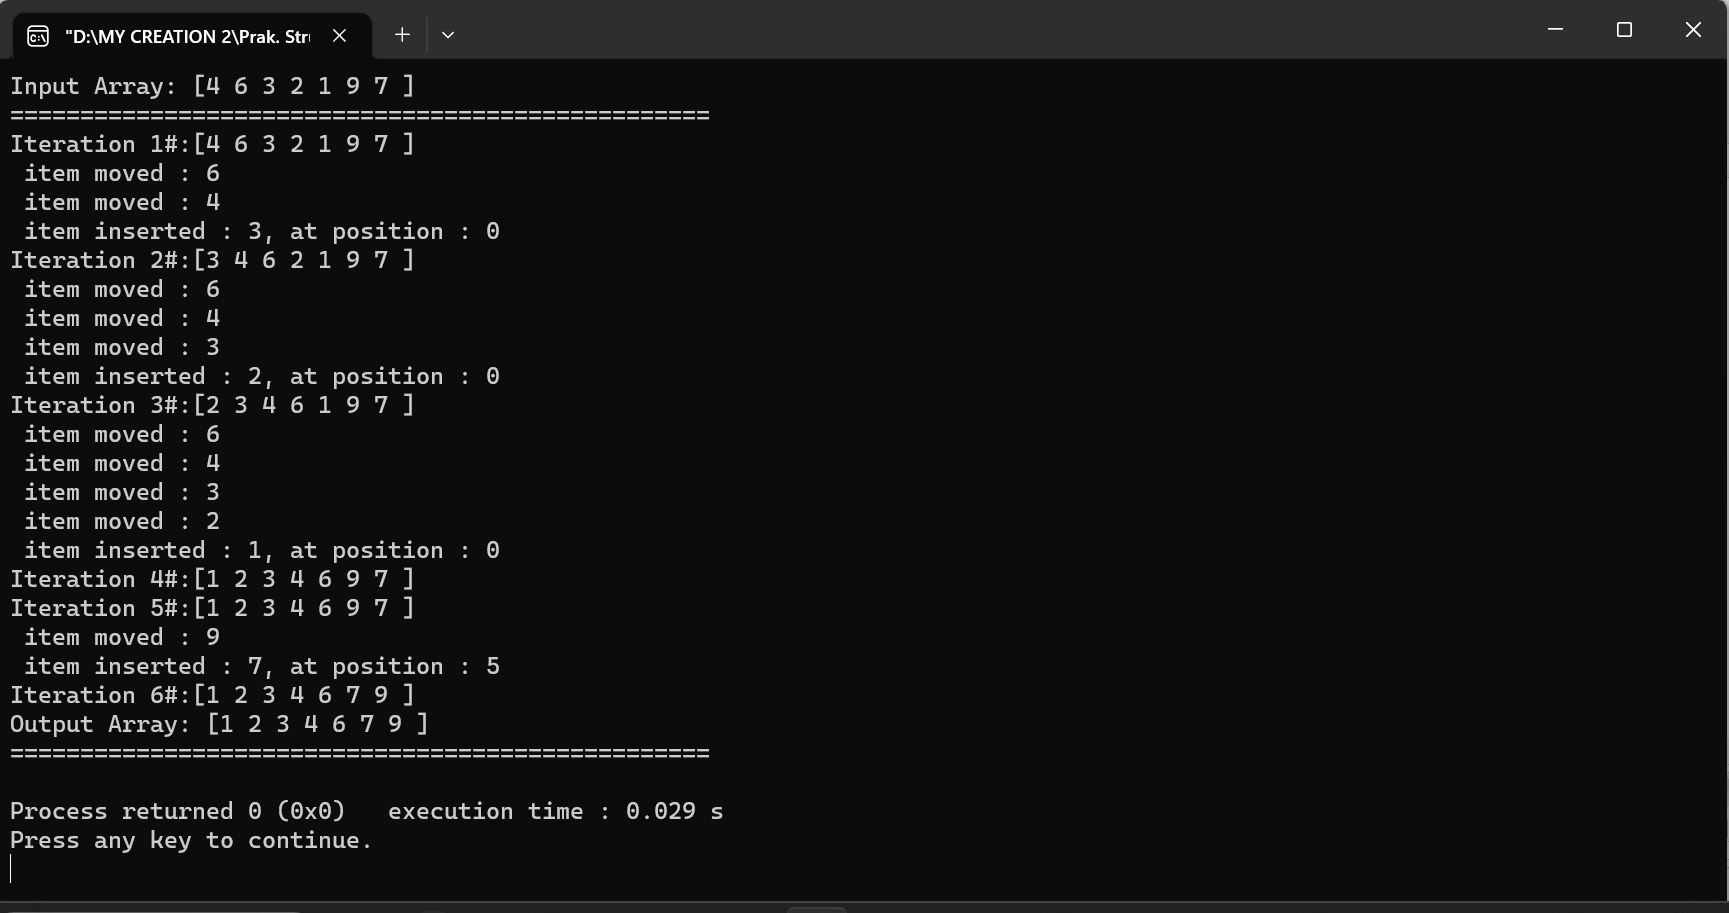 "D:\MY CREATION 2\Prak. Str
Input Array: [4 6 3 2 1 9 7 ]
==================================================
Iteration 1#:[4 6 3 2 1 9 7 ]
 item moved : 6
 item moved : 4
 item inserted : 3, at position : 0
Iteration 2#:[3 4 6 2 1 9 7 ]
 item moved : 6
 item moved : 4
 item moved : 3
 item inserted : 2, at position : 0
Iteration 3#:[2 3 4 6 1 9 7 ]
 item moved : 6
 item moved : 4
 item moved : 3
 item moved : 2
 item inserted : 1, at position : 0
Iteration 4#:[1 2 3 4 6 9 7 ]
Iteration 5#:[1 2 3 4 6 9 7 ]
 item moved : 9
 item inserted : 7, at position : 5
Iteration 6#:[1 2 3 4 6 7 9 ]
Output Array: [1 2 3 4 6 7 9 ]
==================================================
Process returned 0 (0x0)   execution time : 0.029 s
Press any key to continue.